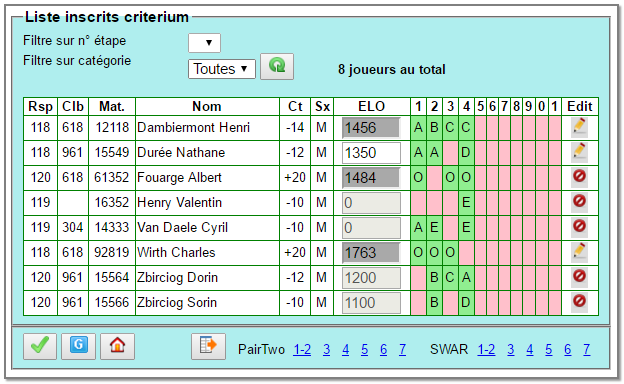 Liste inscrits criterium
Filtre sur n° étape
Filtre sur catégorie Toutes
8 joueurs au total
Rsp Clb Mat. Nom Ct Sx ELO 1 2 3 4 5 6 7 8 9 0 1 Edit
118 618 12118 Dambiermont Henri -14 M 1456 A B C C
118 961 15549 Durée Nathane -12 M 1350 A A D
120 618 61352 Fouarge Albert +20 M 1484 O O O
119 16352 Henry Valentin -10 M 0 E
119 304 14333 Van Daele Cyril -10 M 0 A E E
118 618 92819 Wirth Charles +20 M 1763 O O O
120 961 15564 Zbirciog Dorin -12 M 1200 B C A
120 961 15566 Zbirciog Sorin -10 M 1100 B D
G PairTwo 1-2 3 4 5 6 7 SWAR 1-2 3 4 5 6 7